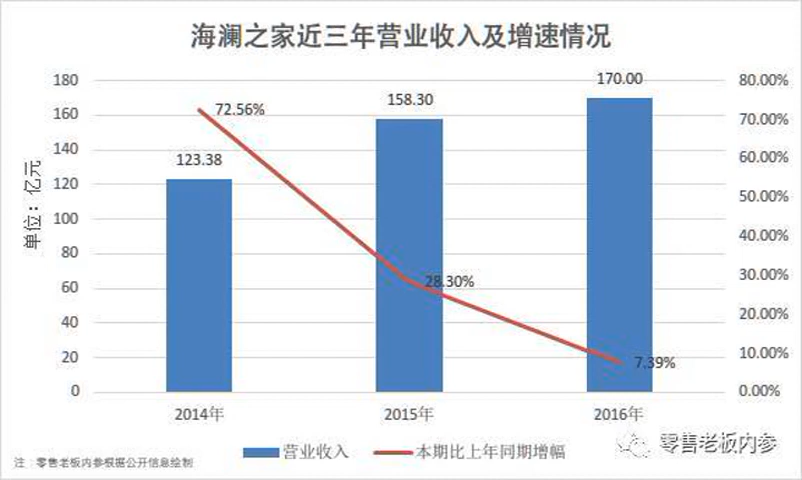 海澜之家近三年营业收入及增速情况
单位：亿元
180
160
140
120
100
80
60
40
20
0
80.00%
70.00%
60.00%
50.00%
40.00%
30.00%
20.00%
10.00%
0.00%
123.38
158.30
170.00
72.56%
28.30%
7.39%
2014年
2015年
2016年
营业收入
本期比上年同期增幅
注：零售老板内参根据公开信息绘制
零售老板内参